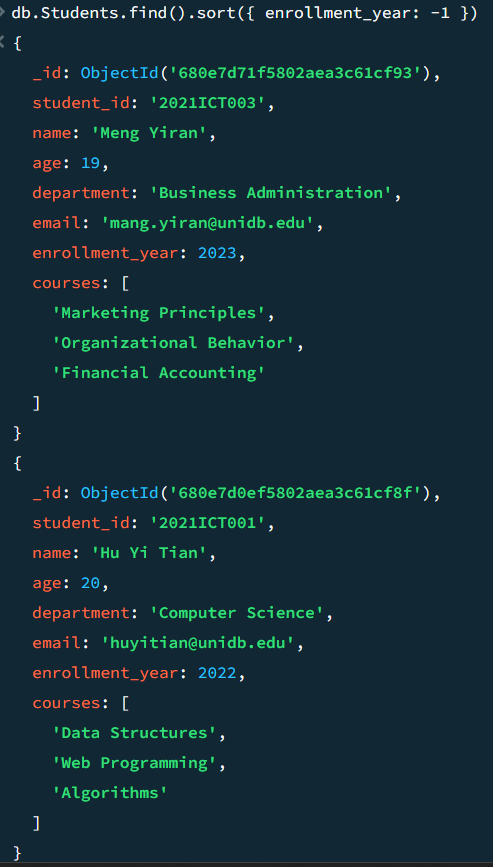 db.Students.find().sort({ enrollment_year: -1 })
{
_id: ObjectId('680e7d71f5802aea3c61cf93'),
student_id: '2021ICT003',
name: 'Meng Yiran',
age: 19,
department: 'Business Administration',
email: 'mang.yiran@unidb.edu',
enrollment_year: 2023,
courses: [
'Marketing Principles',
'Organizational Behavior',
'Financial Accounting'
]
}
{
_id: ObjectId('680e7d0ef5802aea3c61cf8f'),
student_id: '2021ICT001',
name: 'Hu Yi Tian',
age: 20,
department: 'Computer Science',
email: 'huyitian@unidb.edu',
enrollment_year: 2022,
courses: [
'Data Structures',
'Web Programming',
'Algorithms'
]
}